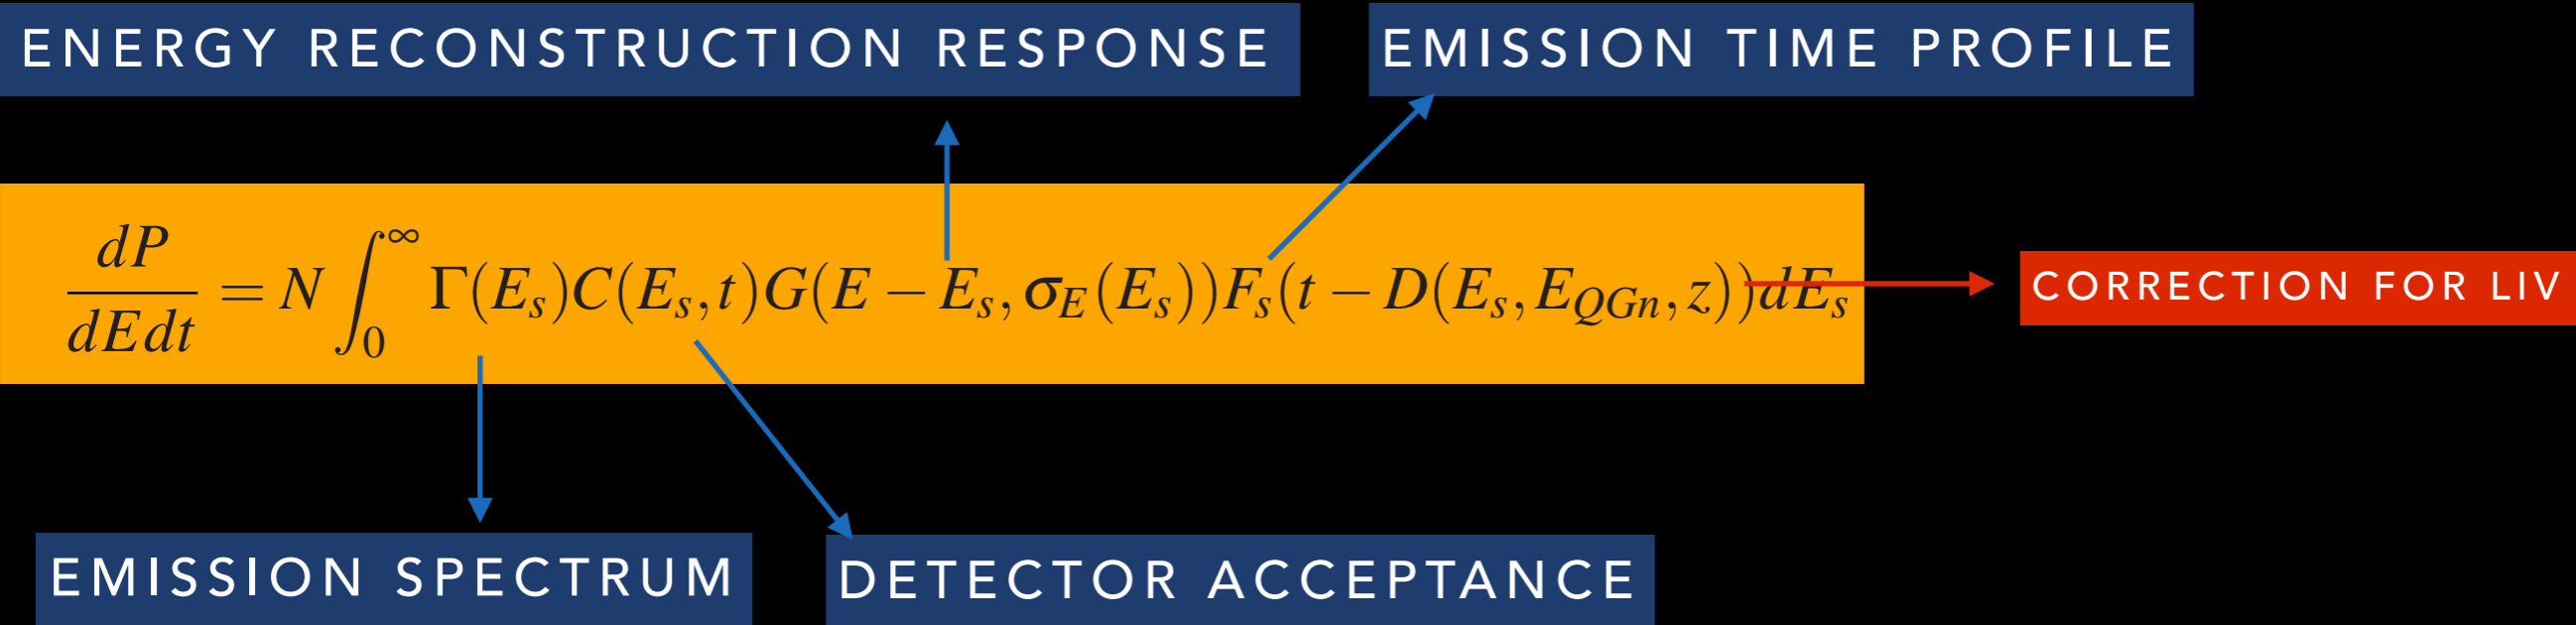 ENERGY RECONSTRUCTION RESPONSE
EMISSION TIME PROFILE
dP/dEdt = N ∫₀^∞ Γ(E_s)C(E_s,t)G(E − E_s,σ_E(E_s))F_s(t − D(E_s,E_QGn,z))dE_s
CORRECTION FOR LIV
EMISSION SPECTRUM
DETECTOR ACCEPTANCE